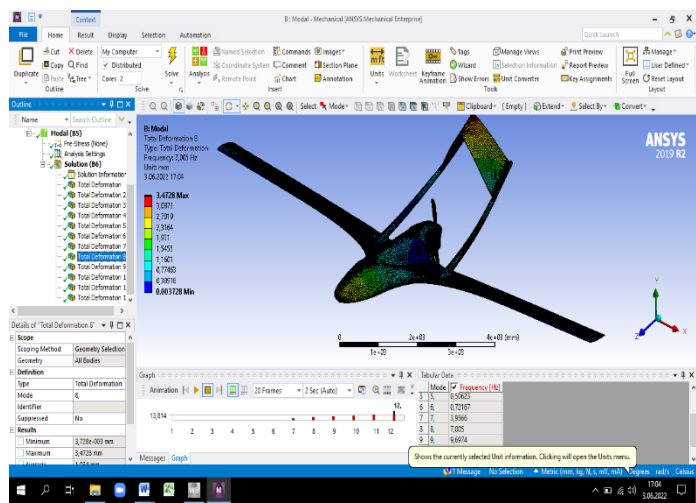 Context
B: Modal - Mechanical [ANSYS Mechanical Enterprise]
File Home Result Display Selection Automation
Quick Launch
Duplicate
Cut
Delete
My Computer
Copy
Find
Distributed
Paste
Tree
Cores 2
Outline
Solve
Solve
Analysis
Named Selection
Commands
Images
Coordinate System
Comment
Section Plane
Remote Point
Chart
Annotation
Insert
Units
Worksheet
Keyframe
Animation
Tags
Wizard
Show Errors
Manage Views
Selection Information
Unit Converter
Print Preview
Report Preview
Key Assignments
Tools
Full
Screen
Manage
User Defined
Reset Layout
Layout
Outline
Name
Search Outline
Select
Mode
Clipboard
[ Empty ]
Extend
Select By
Convert
Modal (B5)
Pre-Stress (None)
Analysis Settings
Solution (B6)
Solution Information
Total Deformation
Total Deformation 2
Total Deformation 3
Total Deformation 4
Total Deformation 5
Total Deformation 6
Total Deformation 7
Total Deformation 8
Total Deformation 9
Total Deformation 1
Total Deformation 1
Total Deformation 1
B: Modal
Total Deformation 8
Type: Total Deformation
Frequency: 7,005 Hz
Unit: mm
3.06.2022 17:04
3,4728 Max
2,7019
2,3164
1,931
1,5455
1,1601
0,77463
0,003728 Min
ANSYS
2019 R2
0 2e+03 4e+03 (mm)
1e+03 3e+03
Y
X
Z
Details of "Total Deformation 8"
Scope
Scoping Method Geometry Selection
Geometry All Bodies
Definition
Type Total Deformation
Mode 8,
Identifier
Suppressed No
Results
Minimum 3,728e-003 mm
Maximum 3,4728 mm
Graph
Animation
20 Frames
2 Sec (Auto)
12,
13,814
1 2 3 4 5 6 7 8 9 10 11 12
Messages Graph
Tabular Data
Mode Frequency [Hz]
5 5, 0,50623
6 6, 0,72167
7 7, 3,9566
8 8, 7,005
9 9, 9,6974
Shows the currently selected Unit information. Clicking will open the Units menu.
1 Message
No Selection
Metric (mm, kg, N, s, mV, mA)
Degrees
rad/s
Celsius
17:04
3.06.2022